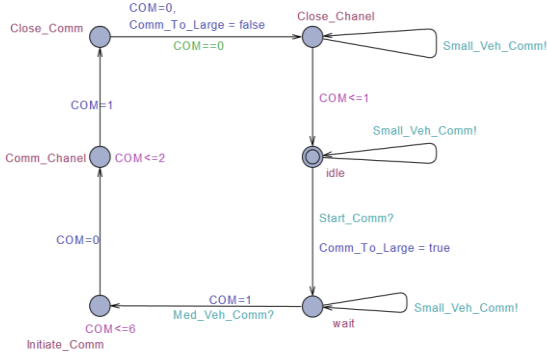 COM=0,
Close_Chanel
Close_Comm
Comm_To_Large = false
COM==0
Small_Veh_Comm!
COM<=1
COM=1
Small_Veh_Comm!
Comm_Chanel
COM<=2
idle
Start_Comm?
COM=0
Comm_To_Large = true
COM=1
Small_Veh_Comm!
Med_Veh_Comm?
wait
COM<=6
Initiate_Comm